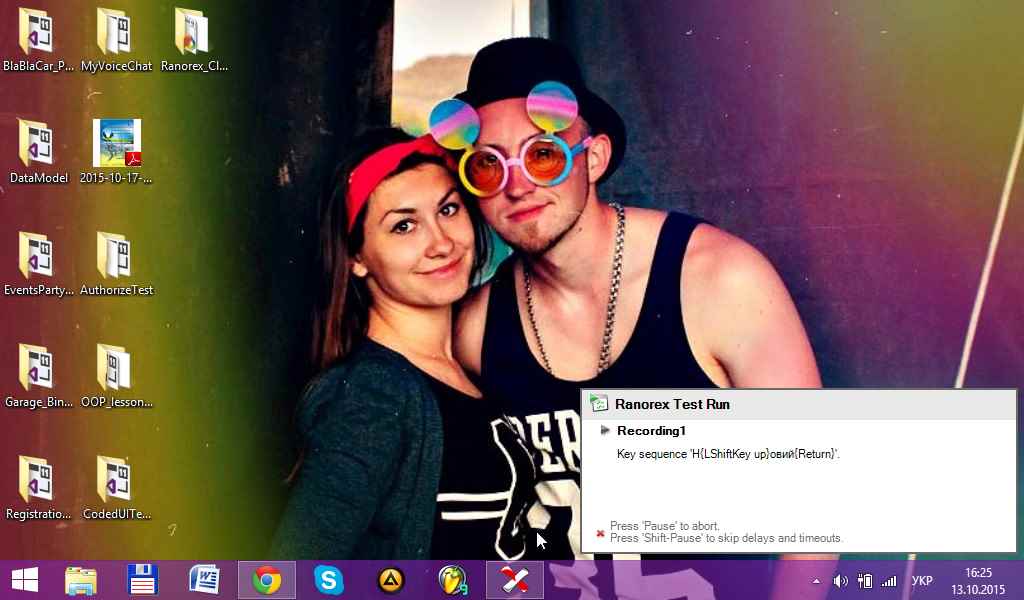 BlaBlaCar_P...
MyVoiceChat
Ranorex_Cl...
DataModel
2015-10-17-...
EventsParty...
AuthorizeTest
Garage_Bin...
OOP_lesson...
Registratio...
CodedUITe...
Ranorex Test Run
Recording1
Key sequence 'H{LShiftKey up}овий{Return}'.
Press 'Pause' to abort.
Press 'Shift-Pause' to skip delays and timeouts.
УКР
16:25
13.10.2015